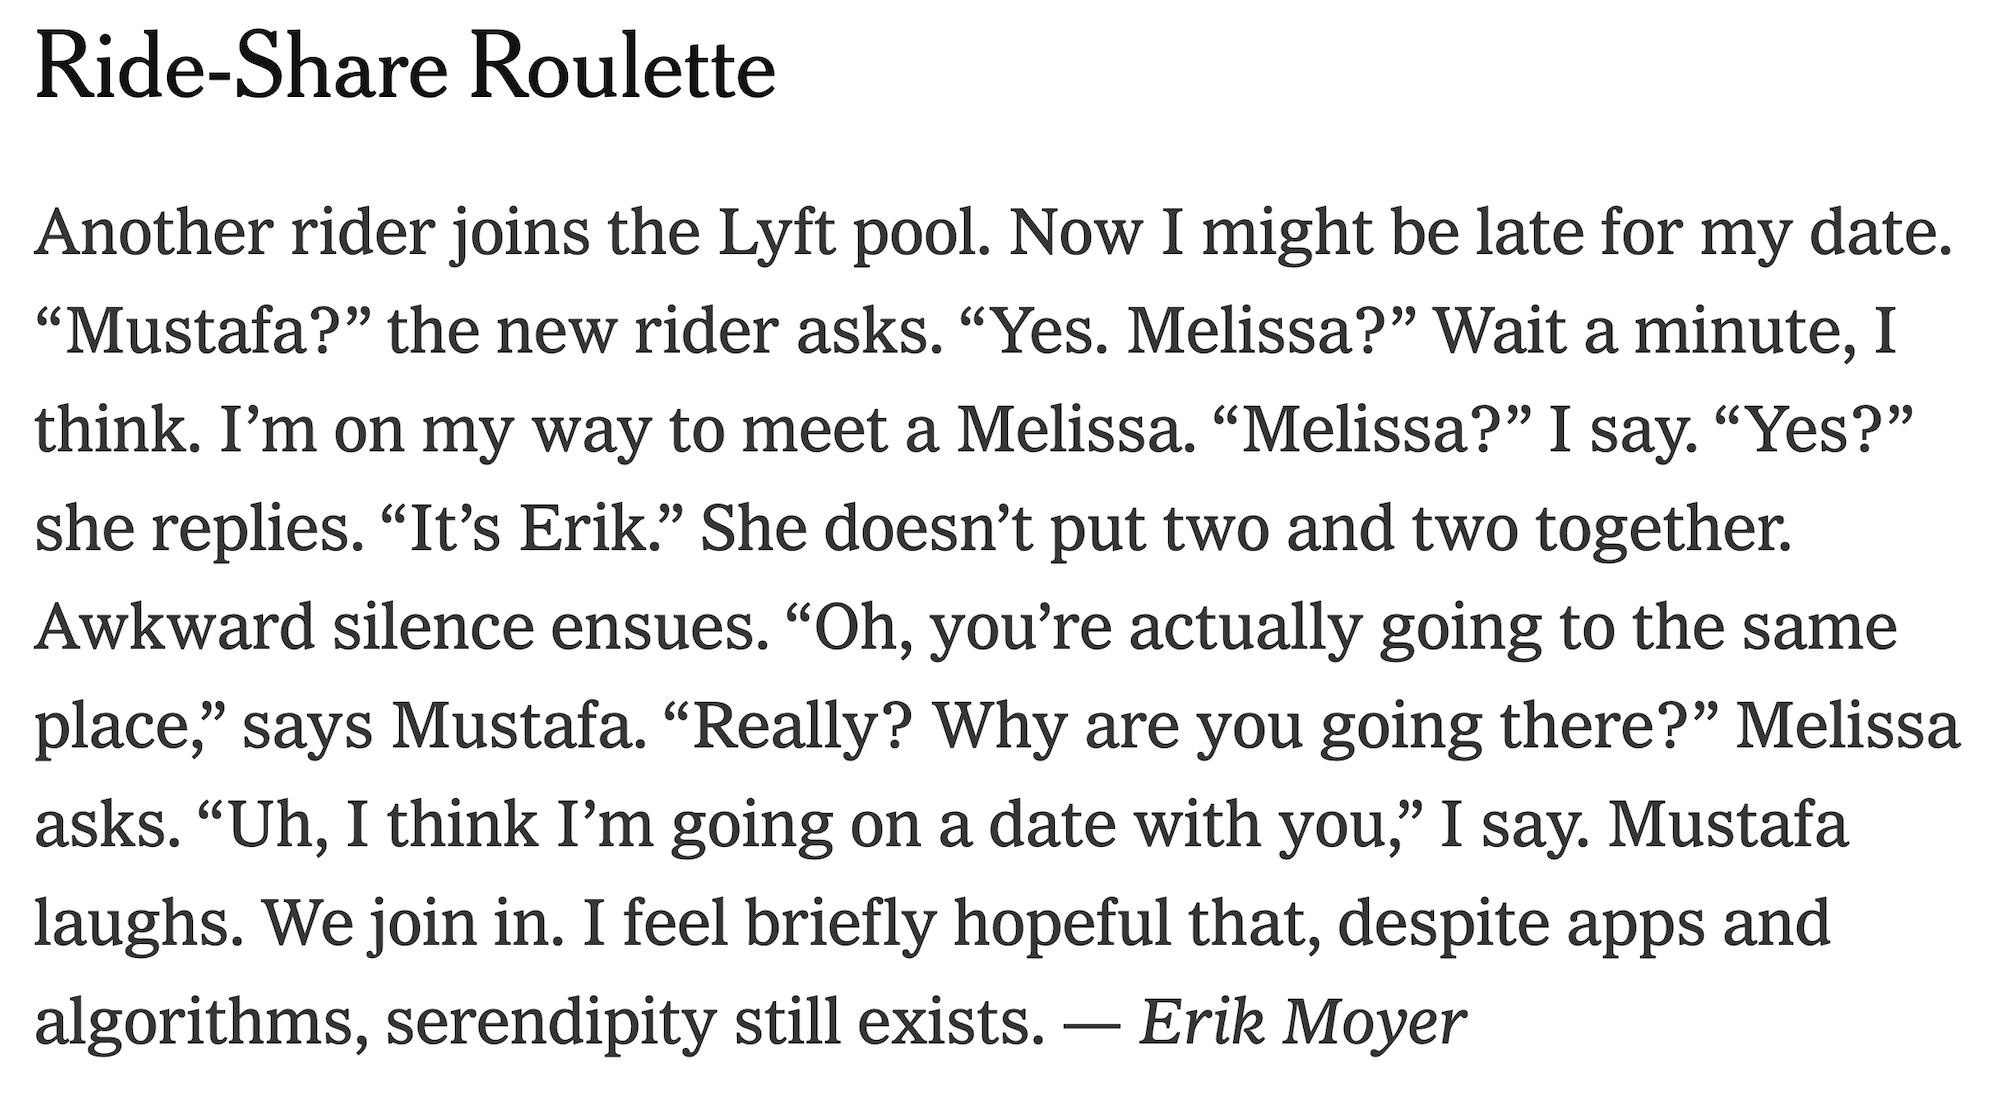 Ride-Share Roulette
Another rider joins the Lyft pool. Now I might be late for my date.
“Mustafa?” the new rider asks. “Yes. Melissa?” Wait a minute, I
think. I’m on my way to meet a Melissa. “Melissa?” I say. “Yes?”
she replies. “It’s Erik.” She doesn’t put two and two together.
Awkward silence ensues. “Oh, you’re actually going to the same
place,” says Mustafa. “Really? Why are you going there?” Melissa
asks. “Uh, I think I’m going on a date with you,” I say. Mustafa
laughs. We join in. I feel briefly hopeful that, despite apps and
algorithms, serendipity still exists. — Erik Moyer